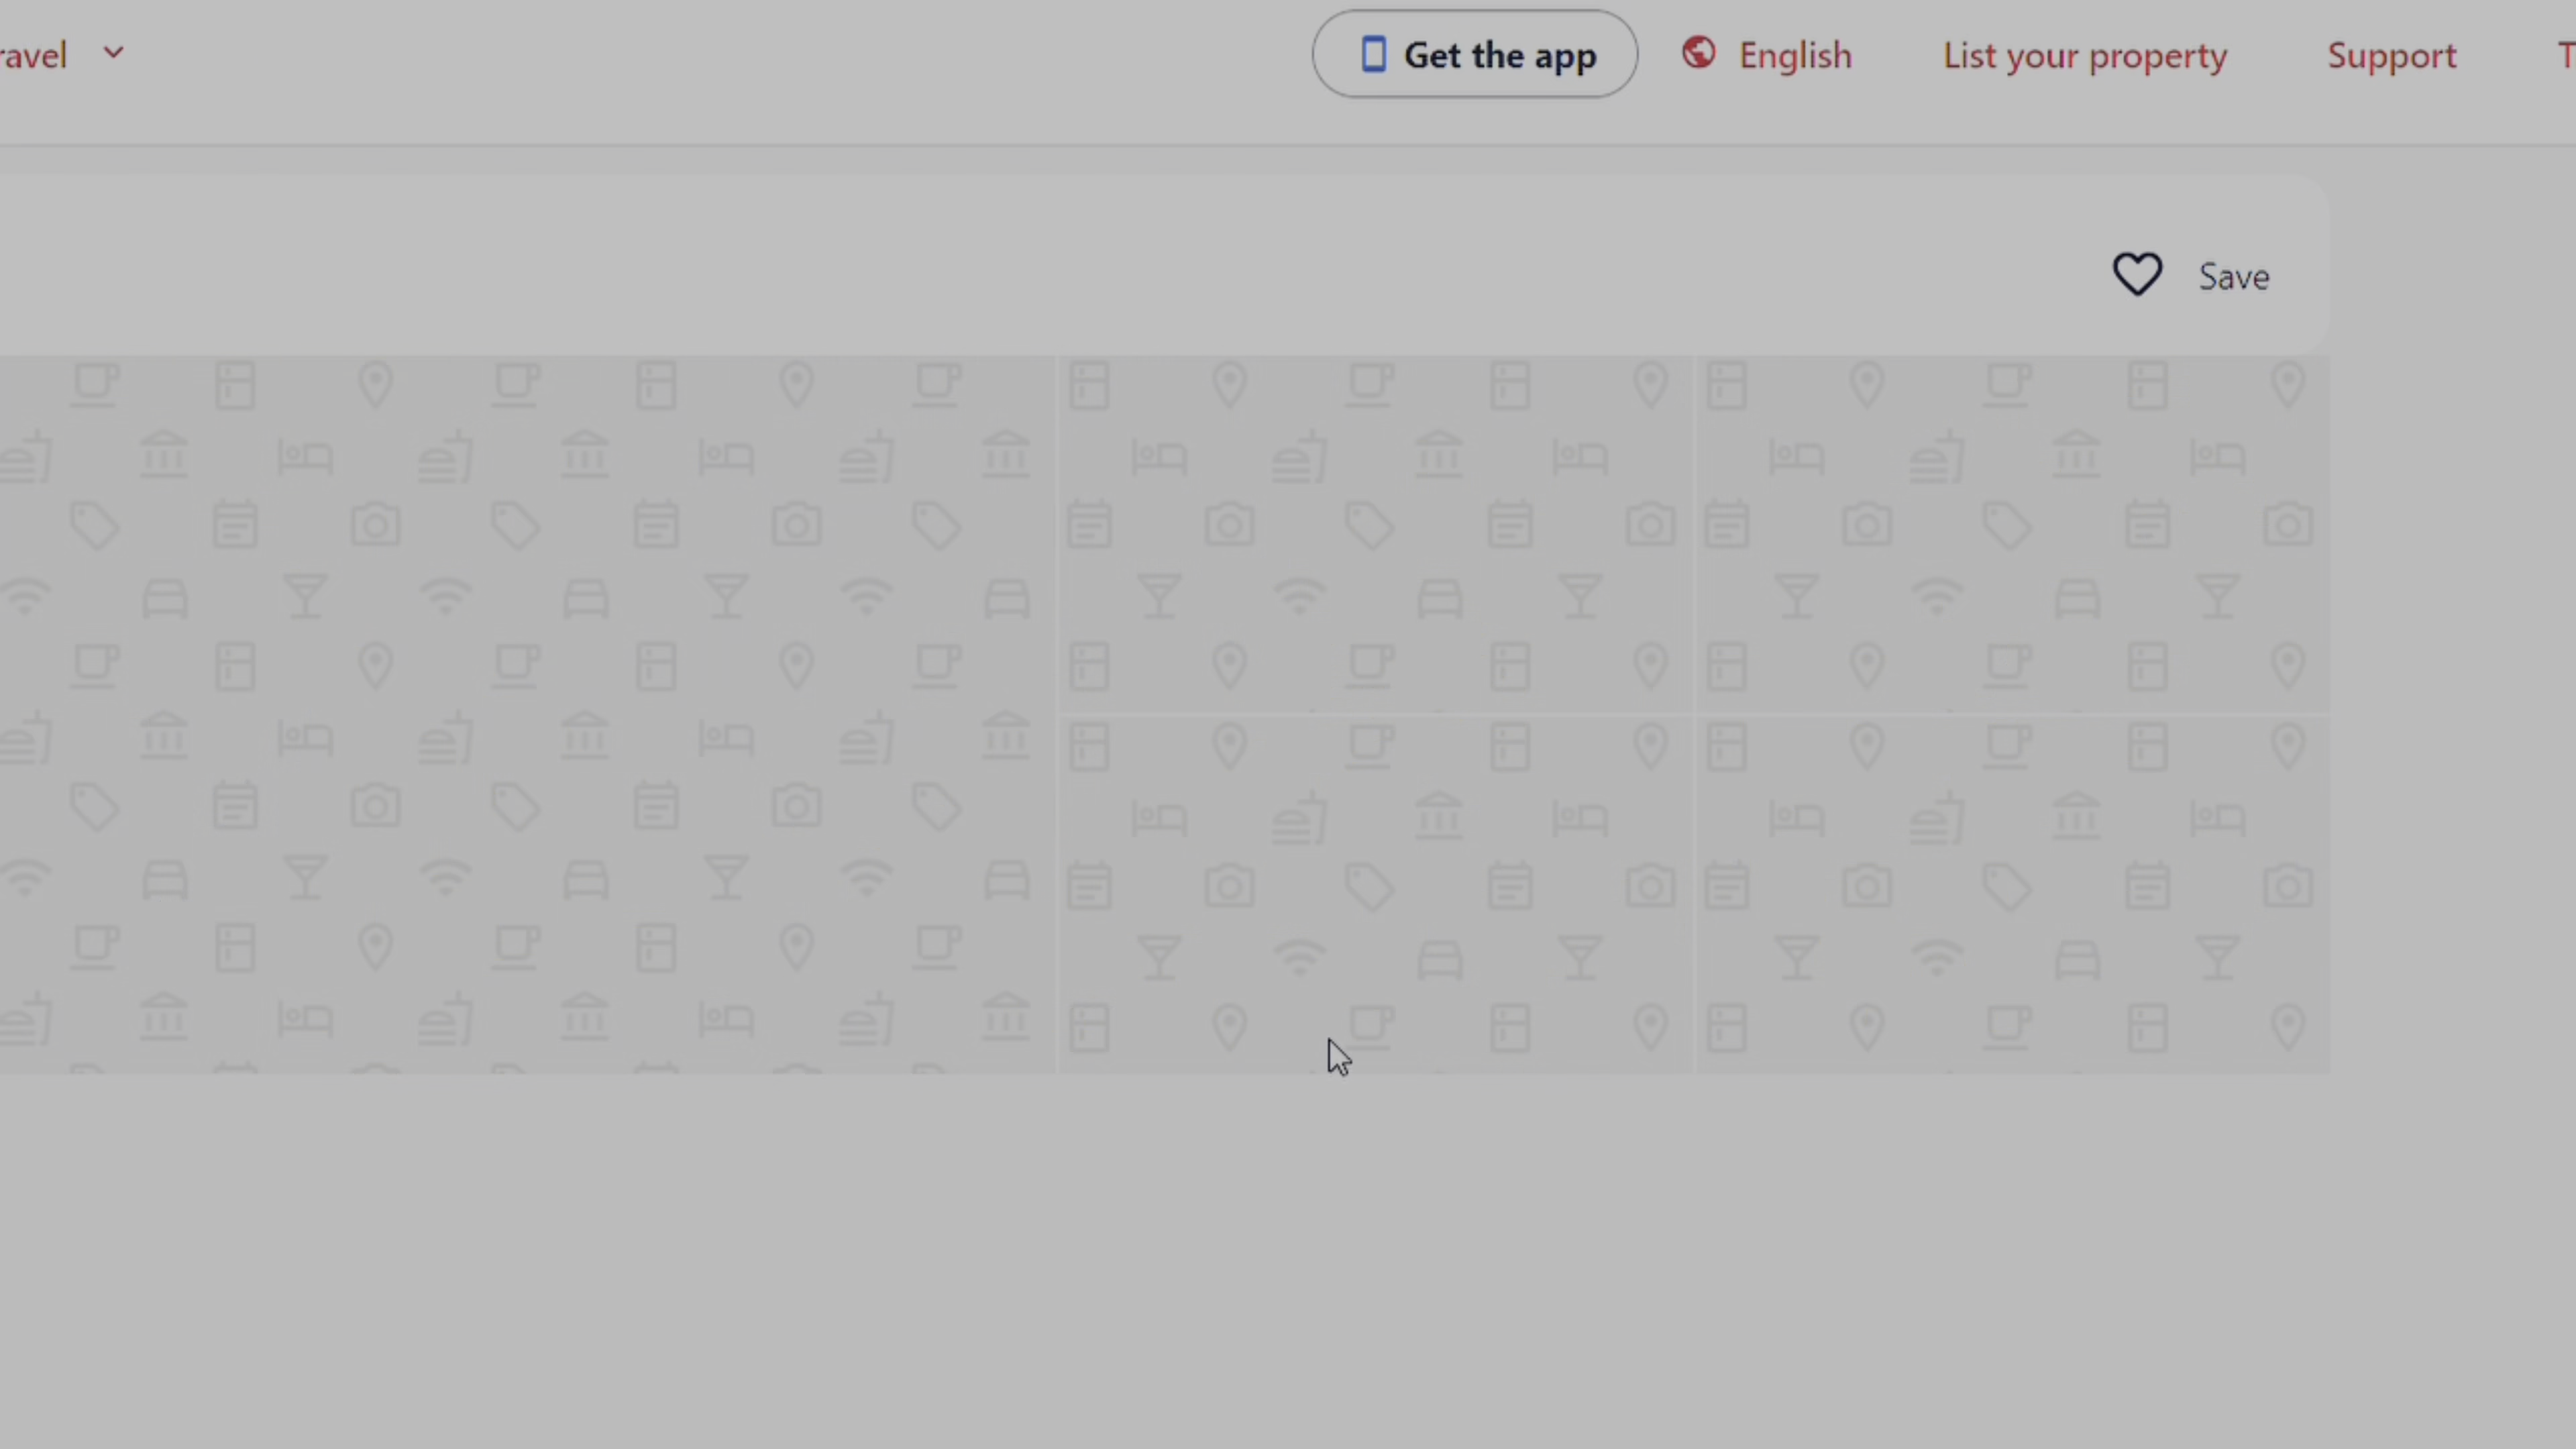 ravel
Get the app
English
List your property
Support
T
Save